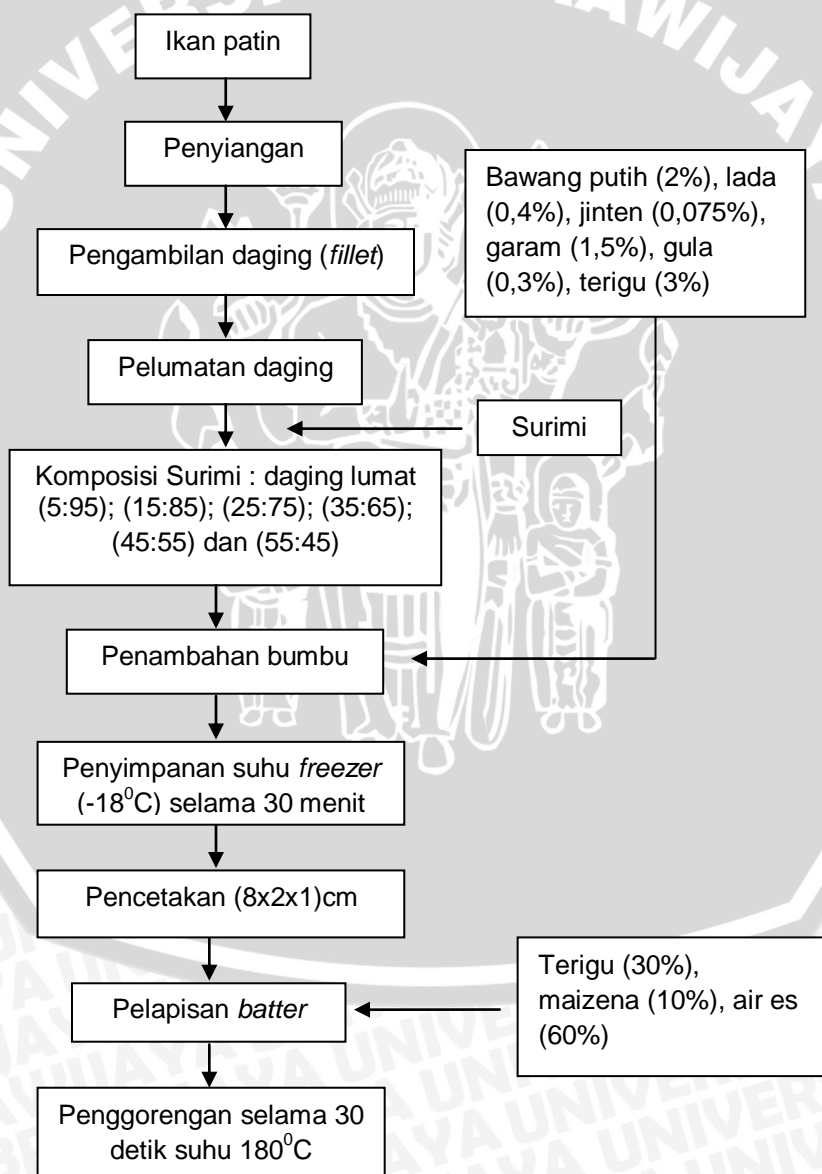 Ikan patin
Penyiangan
Bawang putih (2%), lada
(0,4%), jinten (0,075%),
garam (1,5%), gula
(0,3%), terigu (3%)
Pengambilan daging (fillet)
Pelumatan daging
Surimi
Komposisi Surimi : daging lumat
(5:95); (15:85); (25:75); (35:65);
(45:55) dan (55:45)
Penambahan bumbu
Penyimpanan suhu freezer
(-18⁰C) selama 30 menit
Pencetakan (8x2x1)cm
Terigu (30%),
maizena (10%), air es
(60%)
Pelapisan batter
Penggorengan selama 30
detik suhu 180⁰C